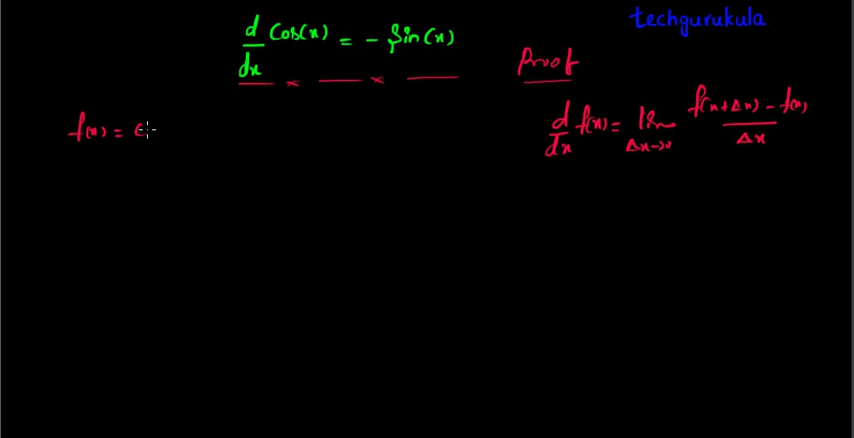 techgurukula
d/dx Cos(x) = - Sin(x)
Proof
f(x) = c
d/dx f(x) = lim Δx→0 f(x+Δx) - f(x) / Δx